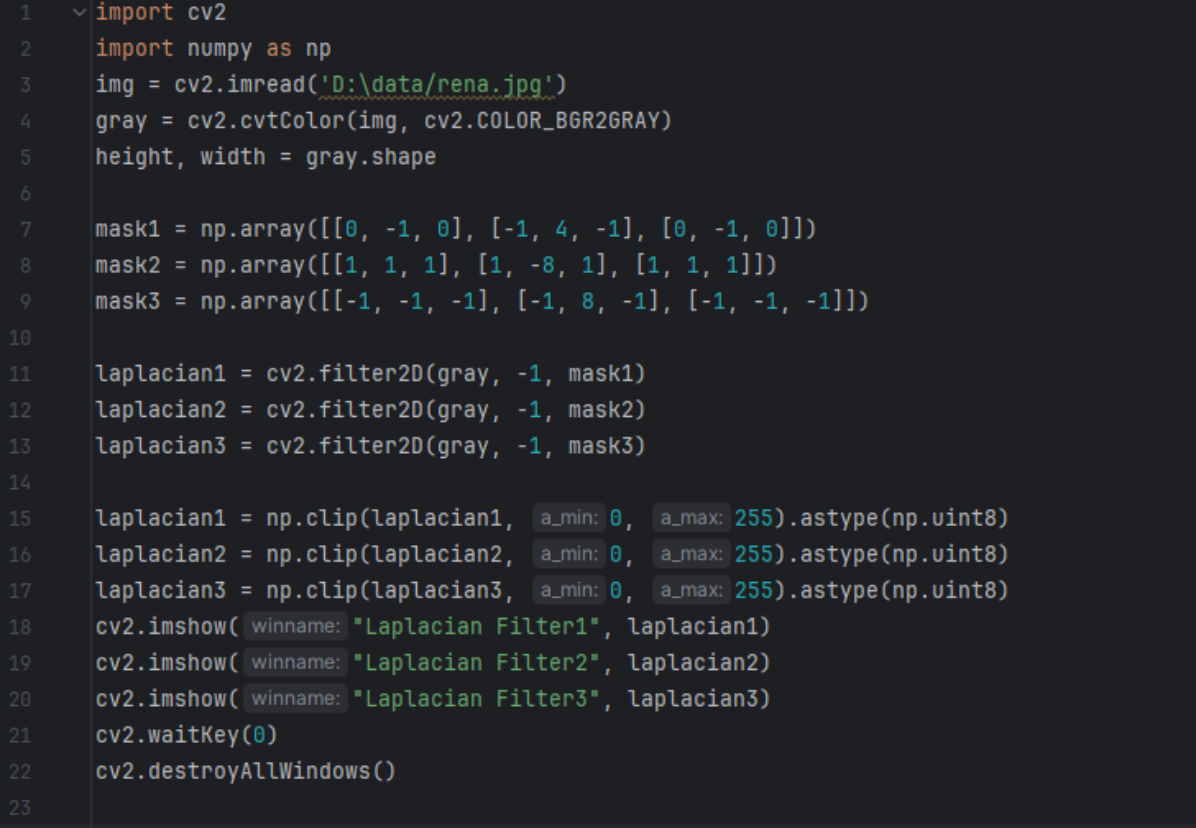 1 import cv2
2 import numpy as np
3 img = cv2.imread('D:\data/rena.jpg')
4 gray = cv2.cvtColor(img, cv2.COLOR_BGR2GRAY)
5 height, width = gray.shape
6
7 mask1 = np.array([[0, -1, 0], [-1, 4, -1], [0, -1, 0]])
8 mask2 = np.array([[1, 1, 1], [1, -8, 1], [1, 1, 1]])
9 mask3 = np.array([[-1, -1, -1], [-1, 8, -1], [-1, -1, -1]])
10
11 laplacian1 = cv2.filter2D(gray, -1, mask1)
12 laplacian2 = cv2.filter2D(gray, -1, mask2)
13 laplacian3 = cv2.filter2D(gray, -1, mask3)
14
15 laplacian1 = np.clip(laplacian1, a_min: 0, a_max: 255).astype(np.uint8)
16 laplacian2 = np.clip(laplacian2, a_min: 0, a_max: 255).astype(np.uint8)
17 laplacian3 = np.clip(laplacian3, a_min: 0, a_max: 255).astype(np.uint8)
18 cv2.imshow( winname: "Laplacian Filter1", laplacian1)
19 cv2.imshow( winname: "Laplacian Filter2", laplacian2)
20 cv2.imshow( winname: "Laplacian Filter3", laplacian3)
21 cv2.waitKey(0)
22 cv2.destroyAllWindows()
23